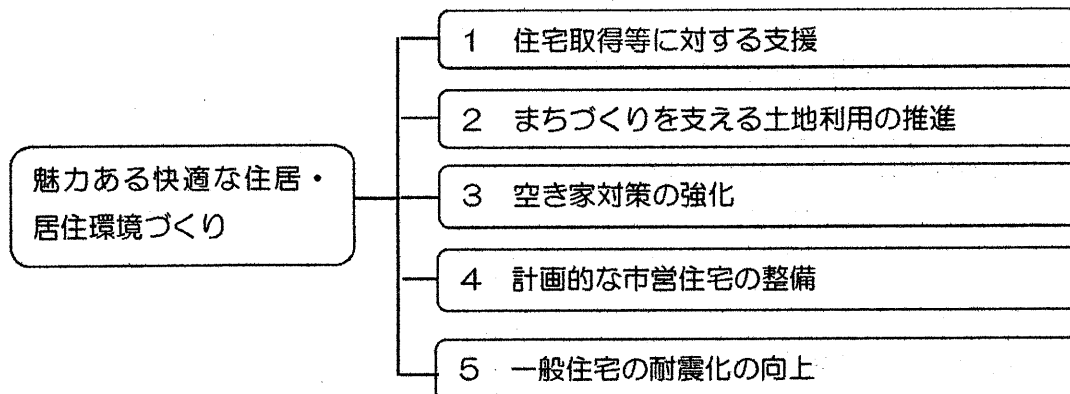 魅力ある快適な住居・
居住環境づくり
1 住宅取得等に対する支援
2 まちづくりを支える土地利用の推進
3 空き家対策の強化
4 計画的な市営住宅の整備
5 一般住宅の耐震化の向上